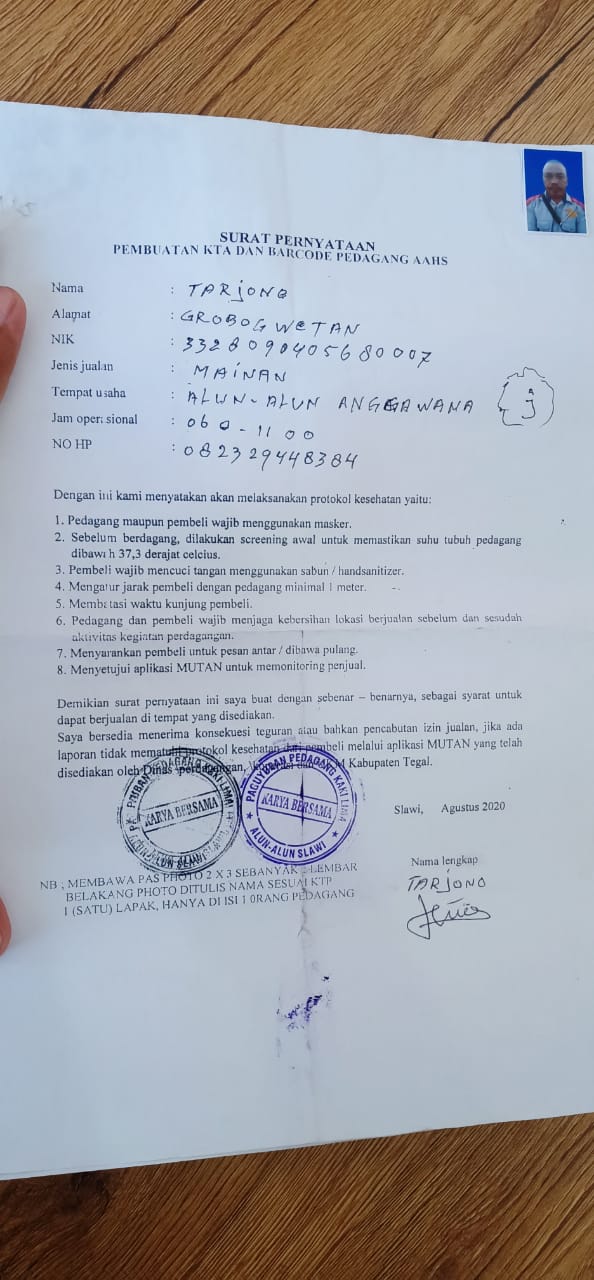 SURAT PERNYATAAN
PEMBUATAN KTA DAN BARCODE PEDAGANG AAHS
Nama : TARJONO
Alamat : GROBOG WETAN
NIK : 3328090405680007
Jenis jualan : MAINAN
Tempat usaha : ALUN-ALUN ANGGAWANA
Jam operasional : 06 0 - 11 00
NO HP : 082329448384
J
Dengan ini kami menyatakan akan melaksanakan protokol kesehatan yaitu:
1. Pedagang maupun pembeli wajib menggunakan masker.
2. Sebelum berdagang, dilakukan screening awal untuk memastikan suhu tubuh pedagang
dibawah 37,3 derajat celcius.
3. Pembeli wajib mencuci tangan menggunakan sabun / handsanitizer.
4. Mengatur jarak pembeli dengan pedagang minimal 1 meter.
5. Membatasi waktu kunjung pembeli.
6. Pedagang dan pembeli wajib menjaga kebersihan lokasi berjualan sebelum dan sesudah
aktivitas kegiatan perdagangan.
7. Menyarankan pembeli untuk pesan antar / dibawa pulang.
8. Menyetujui aplikasi MUTAN untuk memonitoring penjual.
Demikian surat pernyataan ini saya buat dengan sebenar – benarnya, sebagai syarat untuk
dapat berjualan di tempat yang disediakan.
Saya bersedia menerima konsekuesi teguran atau bahkan pencabutan izin jualan, jika ada
laporan tidak mematuhi protokol kesehatan dari pembeli melalui aplikasi MUTAN yang telah
disediakan oleh Dinas perdagangan, Kabupaten Tegal.
PAGUYUBAN PEDAGANG KAKI LIMA
KARYA BERSAMA
ALUN-ALUN SLAWI
PAGUYUBAN PEDAGANG KAKI LIMA
KARYA BERSAMA
ALUN-ALUN SLAWI
Slawi, Agustus 2020
Nama lengkap
TARJONO
NB ; MEMBAWA PAS PHOTO 2 X 3 SEBANYAK LEMBAR
BELAKANG PHOTO DITULIS NAMA SESUAI KTP
1 (SATU) LAPAK, HANYA DI ISI 1 0RANG PEDAGANG